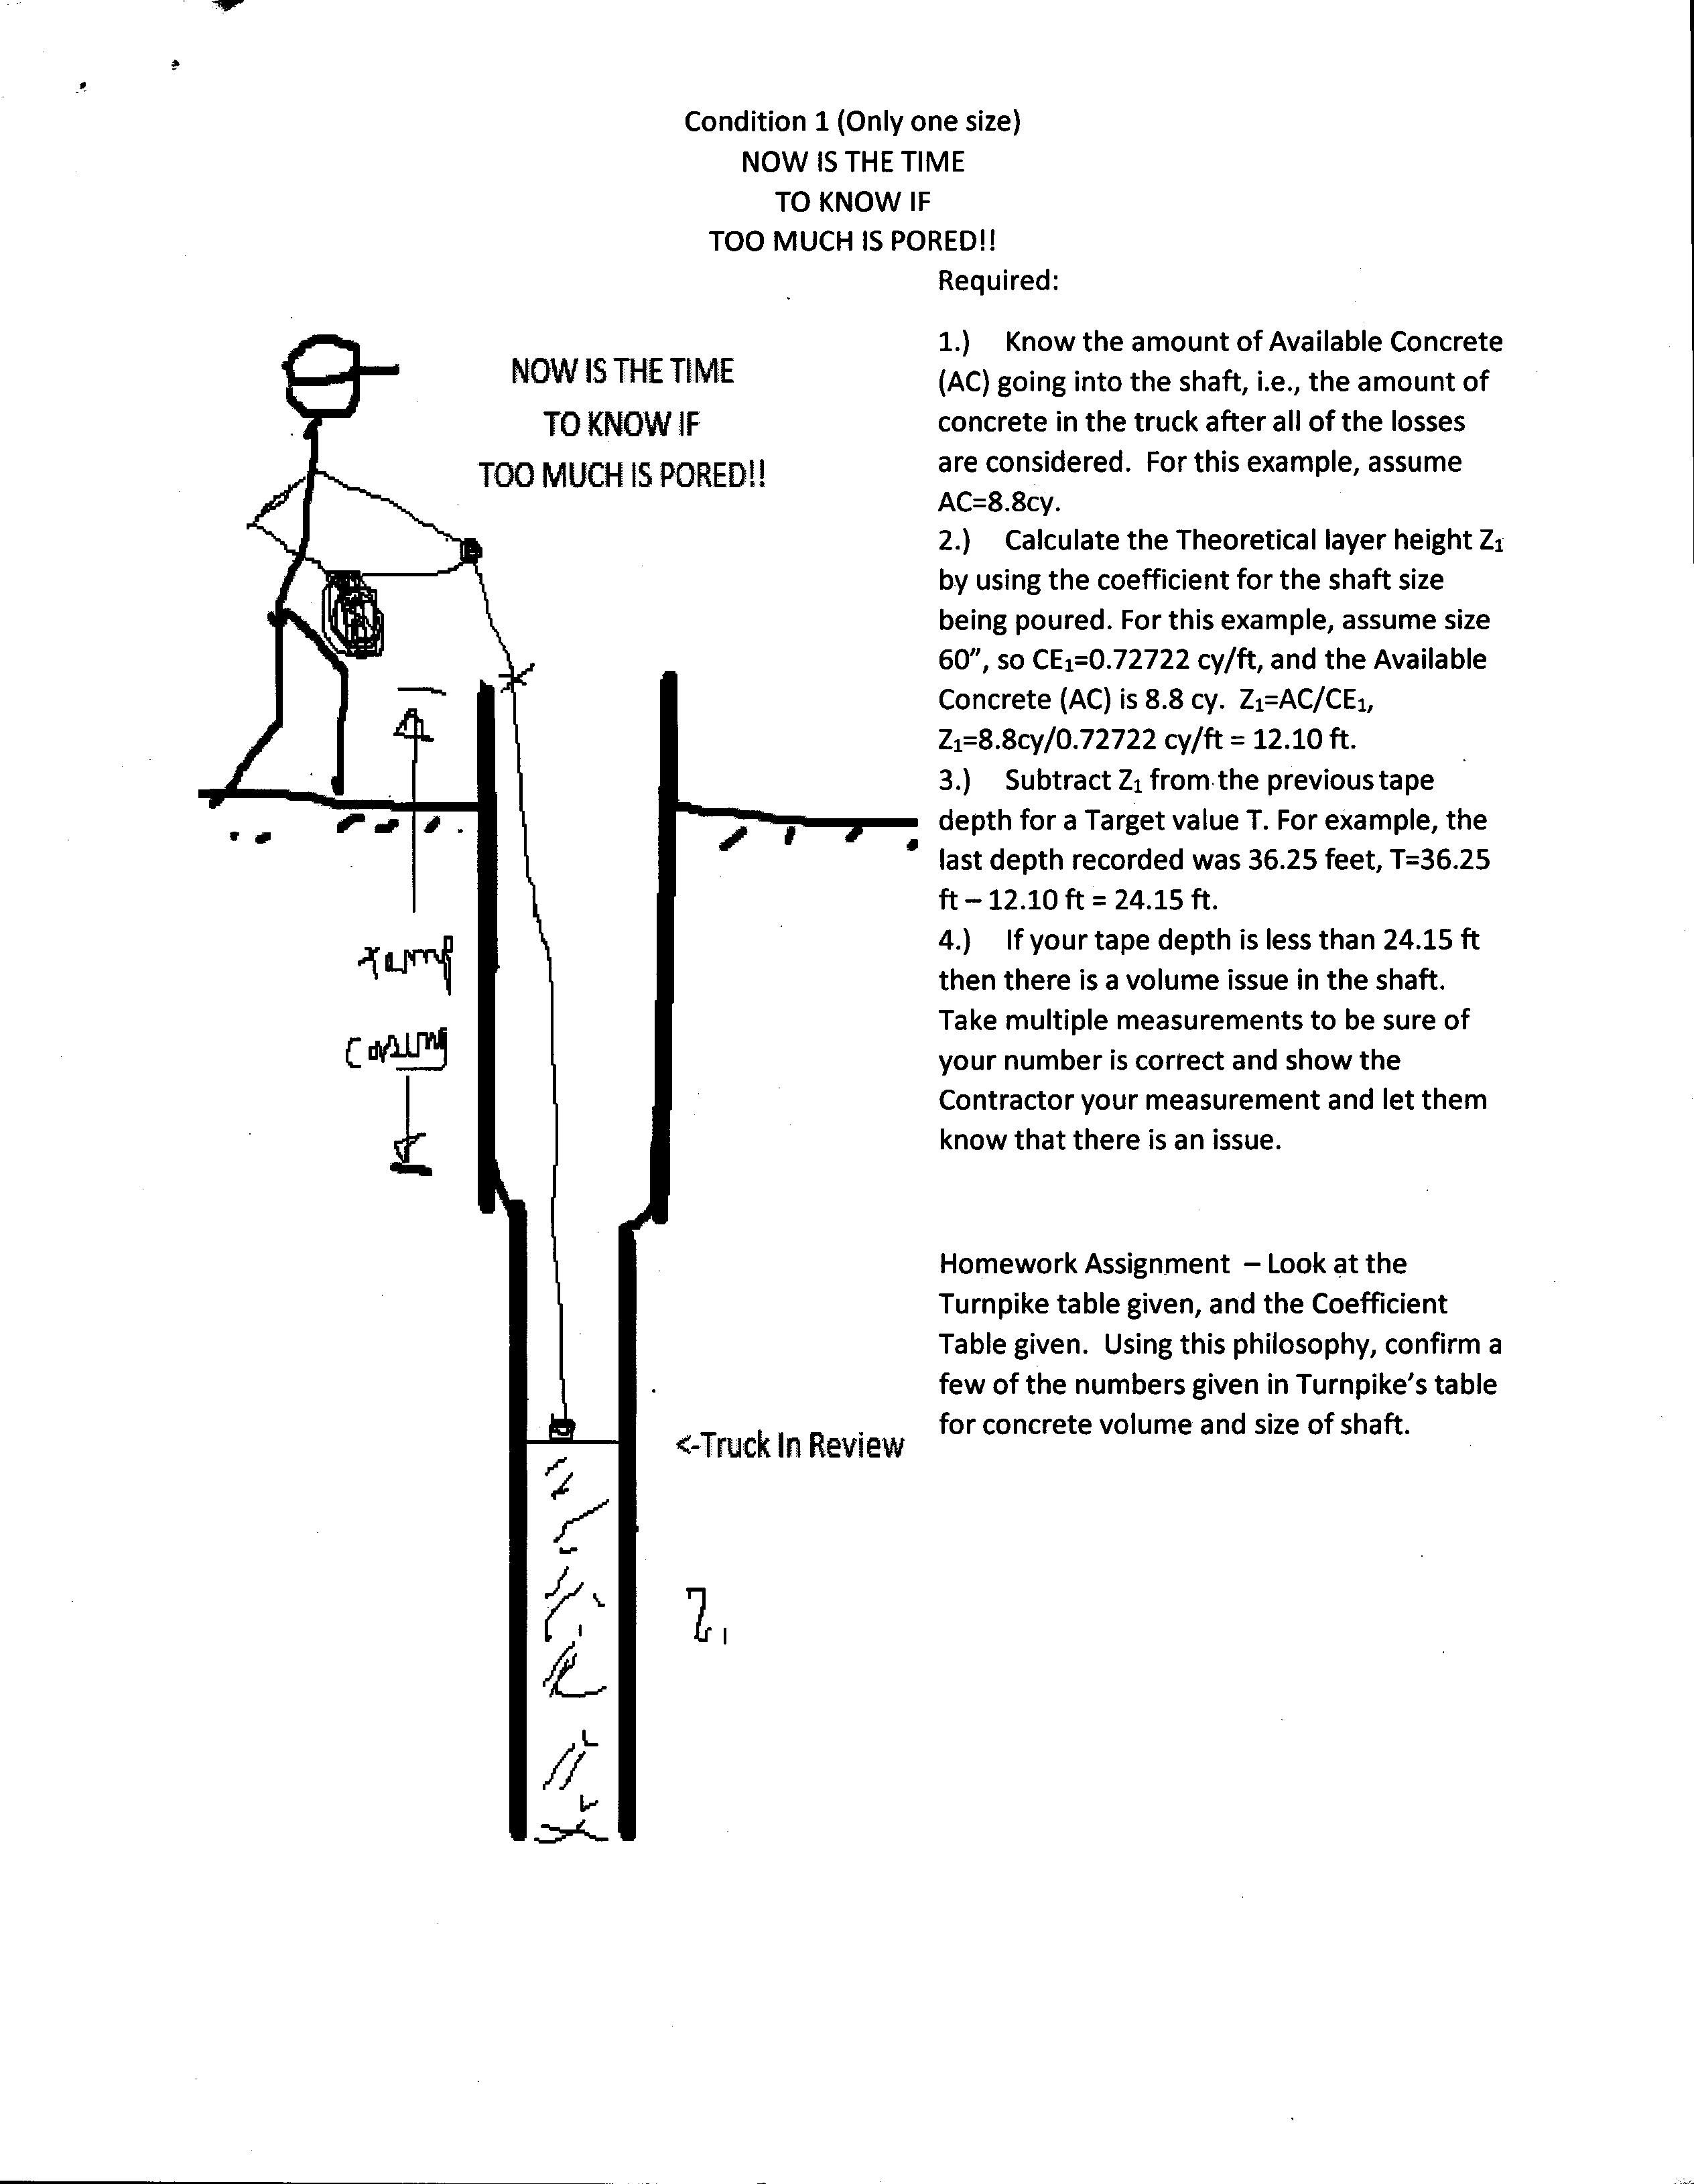 Condition 1 (Only one size)
NOW IS THE TIME
TO KNOW IF
TOO MUCH IS PORED!!
Required:
NOW IS THE TIME
TO KNOW IF
TOO MUCH IS PORED!!
1.) Know the amount of Available Concrete
(AC) going into the shaft, i.e., the amount of
concrete in the truck after all of the losses
are considered. For this example, assume
AC=8.8cy.
2.) Calculate the Theoretical layer height Z₁
by using the coefficient for the shaft size
being poured. For this example, assume size
60”, so CE₁=0.72722 cy/ft, and the Available
Concrete (AC) is 8.8 cy. Z₁=AC/CE₁,
Z₁=8.8cy/0.72722 cy/ft = 12.10 ft.
3.) Subtract Z₁ from the previous tape
depth for a Target value T. For example, the
last depth recorded was 36.25 feet, T=36.25
ft – 12.10 ft = 24.15 ft.
4.) If your tape depth is less than 24.15 ft
then there is a volume issue in the shaft.
Take multiple measurements to be sure of
your number is correct and show the
Contractor your measurement and let them
know that there is an issue.
Temp
Casing
Homework Assignment – Look at the
Turnpike table given, and the Coefficient
Table given. Using this philosophy, confirm a
few of the numbers given in Turnpike’s table
for concrete volume and size of shaft.
<-Truck In Review
Z₁